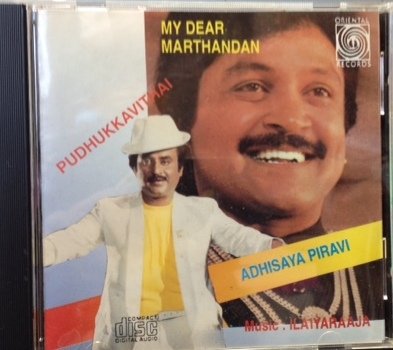 MY DEAR
MARTHANDAN
ORIENTAL
RECORDS
PUDHUKKAVITHAI
ADHISAYA PIRAVI
COMPACT
disc
DIGITAL AUDIO
Music : ILAIYARAAJA